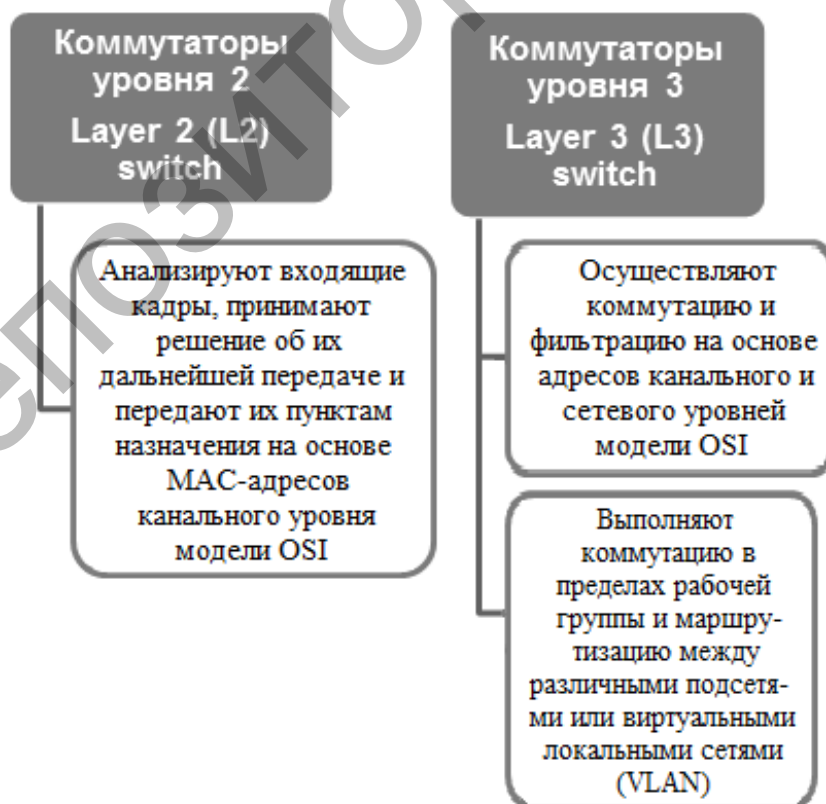 Коммутаторы
уровня 2
Layer 2 (L2)
switch
Анализируют входящие
кадры, принимают
решение об их
дальнейшей передаче и
передают их пунктам
назначения на основе
MAC-адресов
канального уровня
модели OSI
Коммутаторы
уровня 3
Layer 3 (L3)
switch
Осуществляют
коммутацию и
фильтрацию на основе
адресов канального и
сетевого уровней
модели OSI
Выполняют
коммутацию в
пределах рабочей
группы и маршру-
тизацию между
различными подсетя-
ми или виртуальными
локальными сетями
(VLAN)